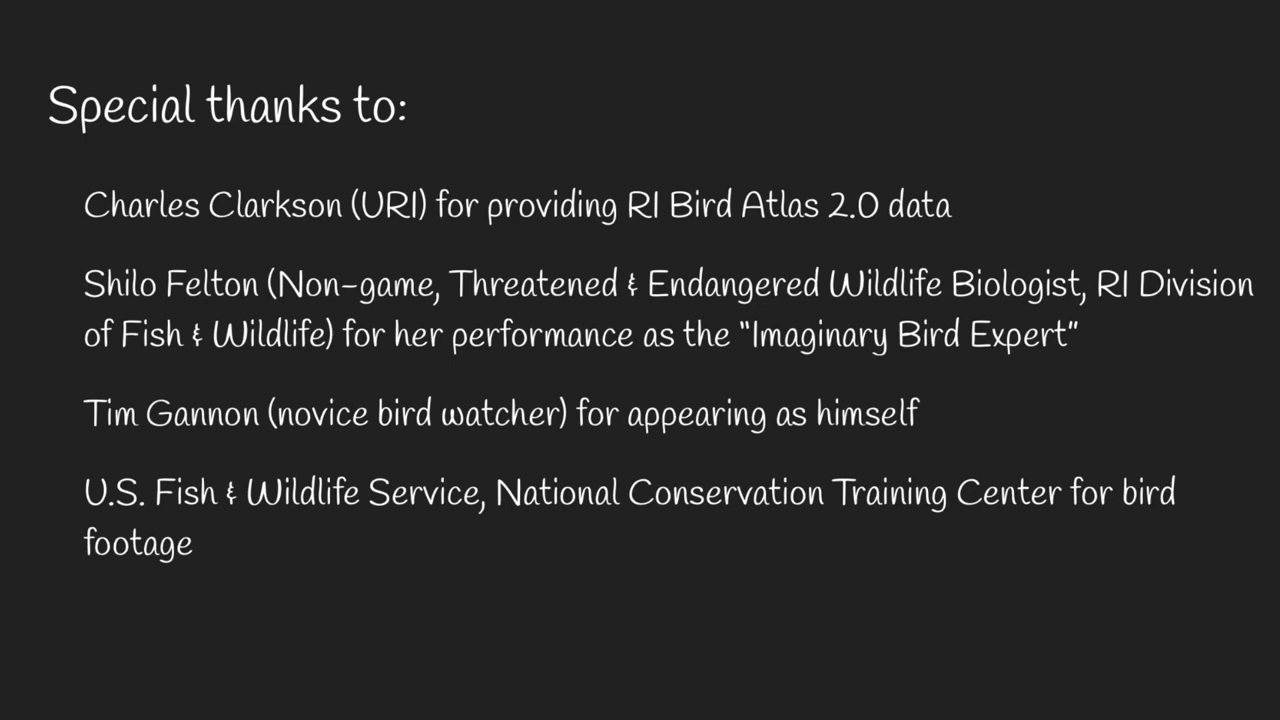 Special thanks to:
Charles Clarkson (URI) for providing RI Bird Atlas 2.0 data
Shilo Felton (Non-game, Threatened & Endangered Wildlife Biologist, RI Division
of Fish & Wildlife) for her performance as the "Imaginary Bird Expert"
Tim Gannon (novice bird watcher) for appearing as himself
U.S. Fish & Wildlife Service, National Conservation Training Center for bird
footage